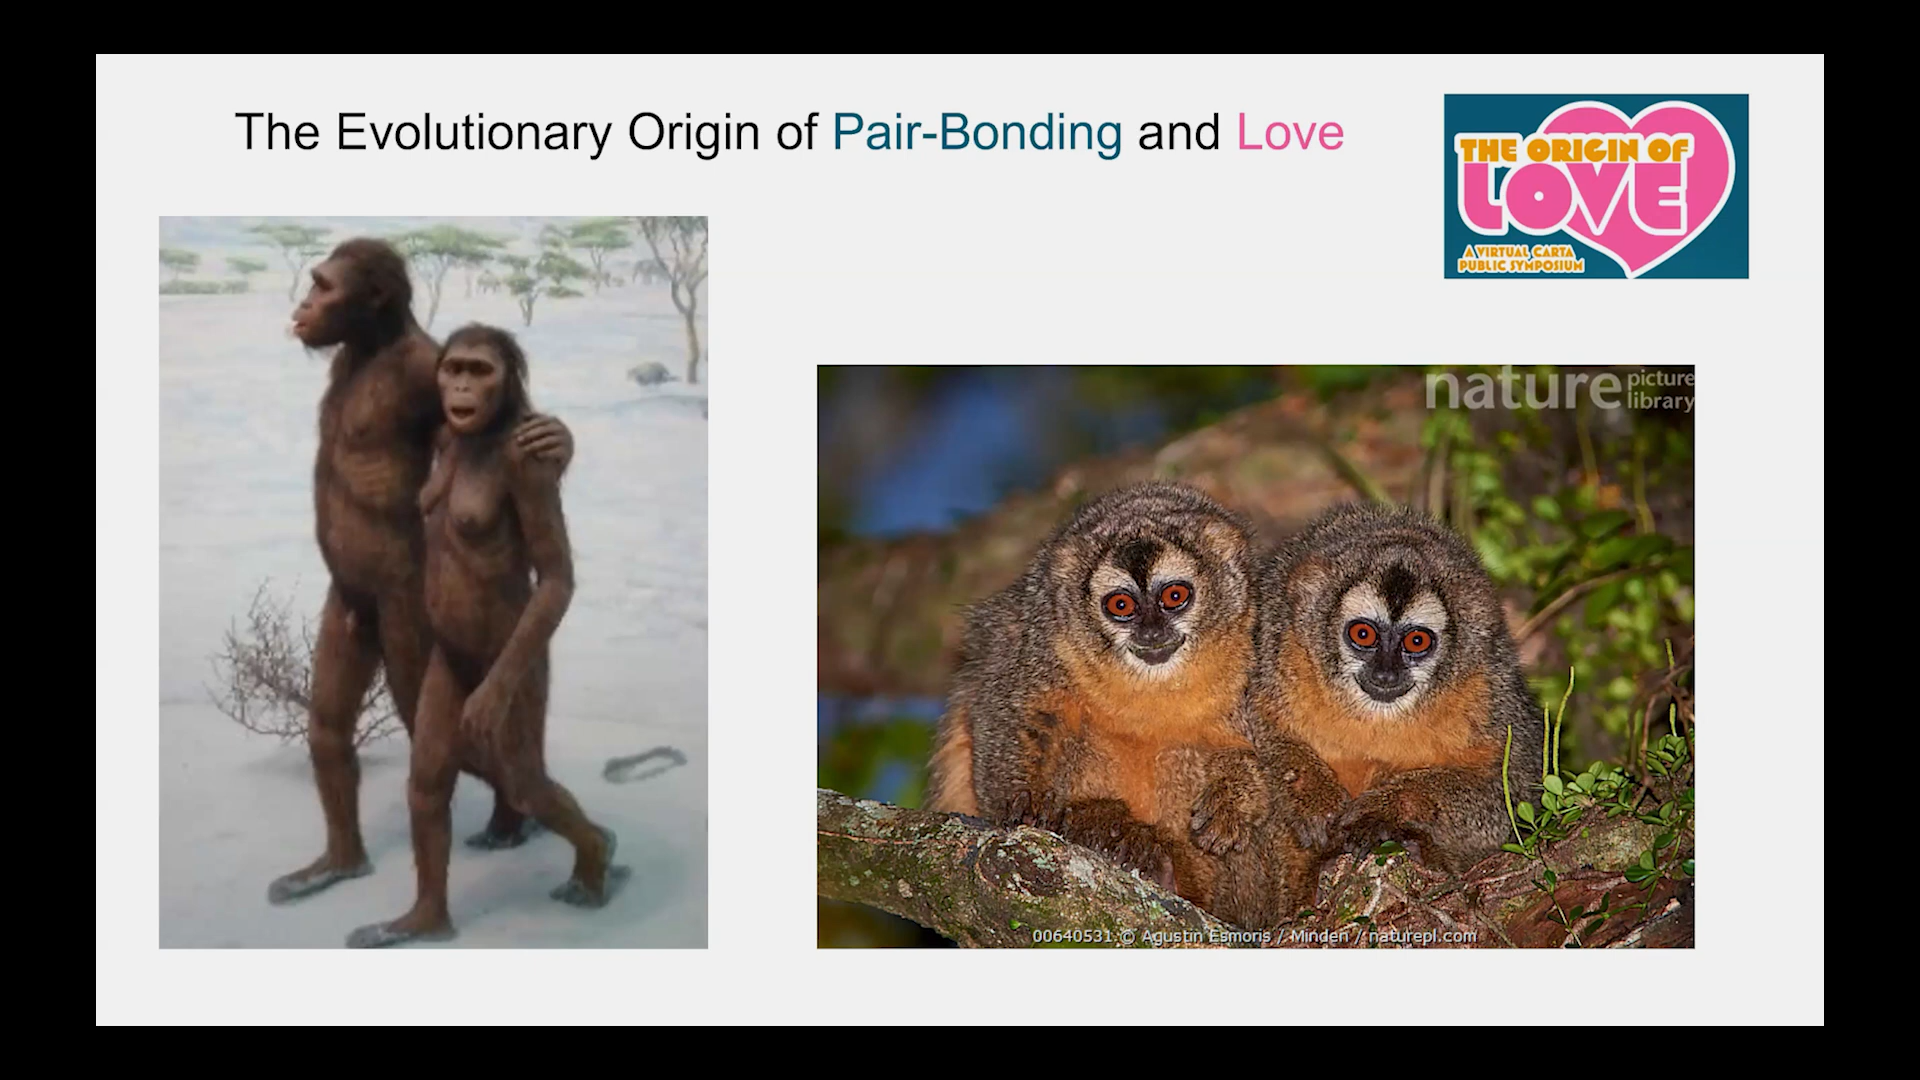 The Evolutionary Origin of Pair-Bonding and Love
THE ORIGIN OF
LOVE
A VIRTUAL CARTA
PUBLIC SYMPOSIUM
nature picture
library
00640531 © Agustin Esmoris / Minden / naturepl.com